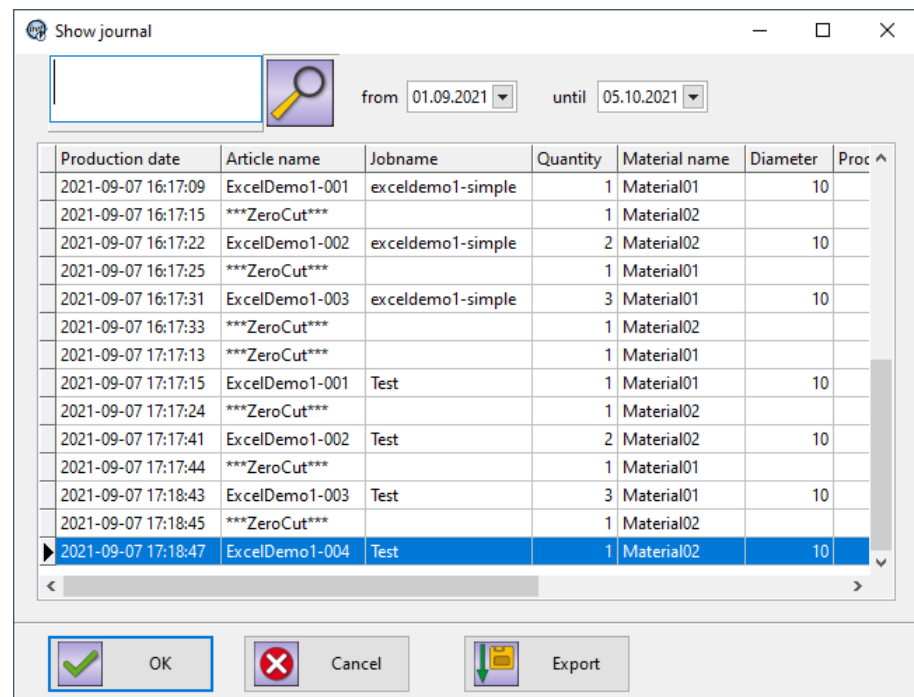 Show journal
from 01.09.2021 until 05.10.2021
Production date Article name Jobname Quantity Material name Diameter Proc
2021-09-07 16:17:09 ExcelDemo1-001 exceldemo1-simple 1 Material01 10
2021-09-07 16:17:15 ***ZeroCut*** 1 Material02
2021-09-07 16:17:22 ExcelDemo1-002 exceldemo1-simple 2 Material02 10
2021-09-07 16:17:25 ***ZeroCut*** 1 Material01
2021-09-07 16:17:31 ExcelDemo1-003 exceldemo1-simple 3 Material01 10
2021-09-07 16:17:33 ***ZeroCut*** 1 Material02
2021-09-07 17:17:13 ***ZeroCut*** 1 Material01
2021-09-07 17:17:15 ExcelDemo1-001 Test 1 Material01 10
2021-09-07 17:17:24 ***ZeroCut*** 1 Material02
2021-09-07 17:17:41 ExcelDemo1-002 Test 2 Material02 10
2021-09-07 17:17:44 ***ZeroCut*** 1 Material01
2021-09-07 17:18:43 ExcelDemo1-003 Test 3 Material01 10
2021-09-07 17:18:45 ***ZeroCut*** 1 Material02
2021-09-07 17:18:47 ExcelDemo1-004 Test 1 Material02 10
OK Cancel Export